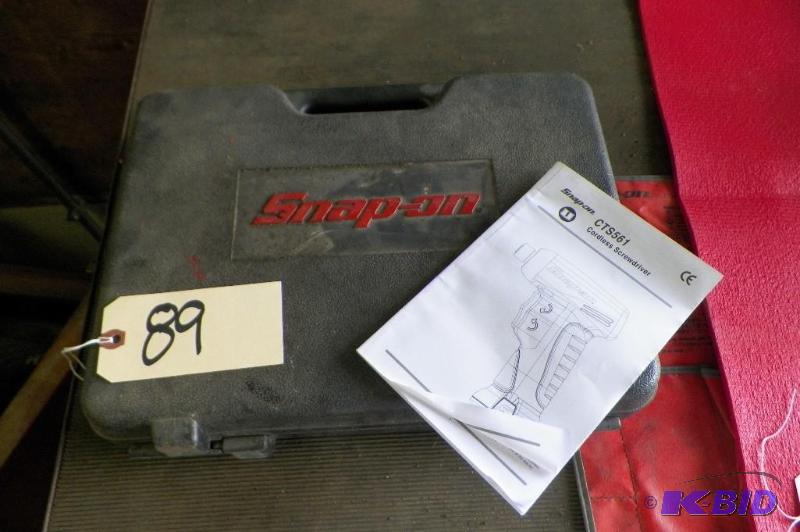 Snap-on
89
Snap-on
CTS561
Cordless Screwdriver
CE
© K-BID